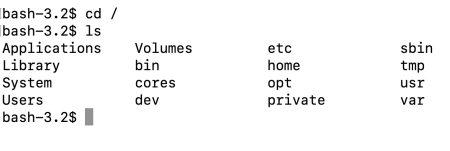 bash-3.2$ cd /
bash-3.2$ ls
Applications Volumes etc sbin
Library bin home tmp
System cores opt usr
Users dev private var
bash-3.2$